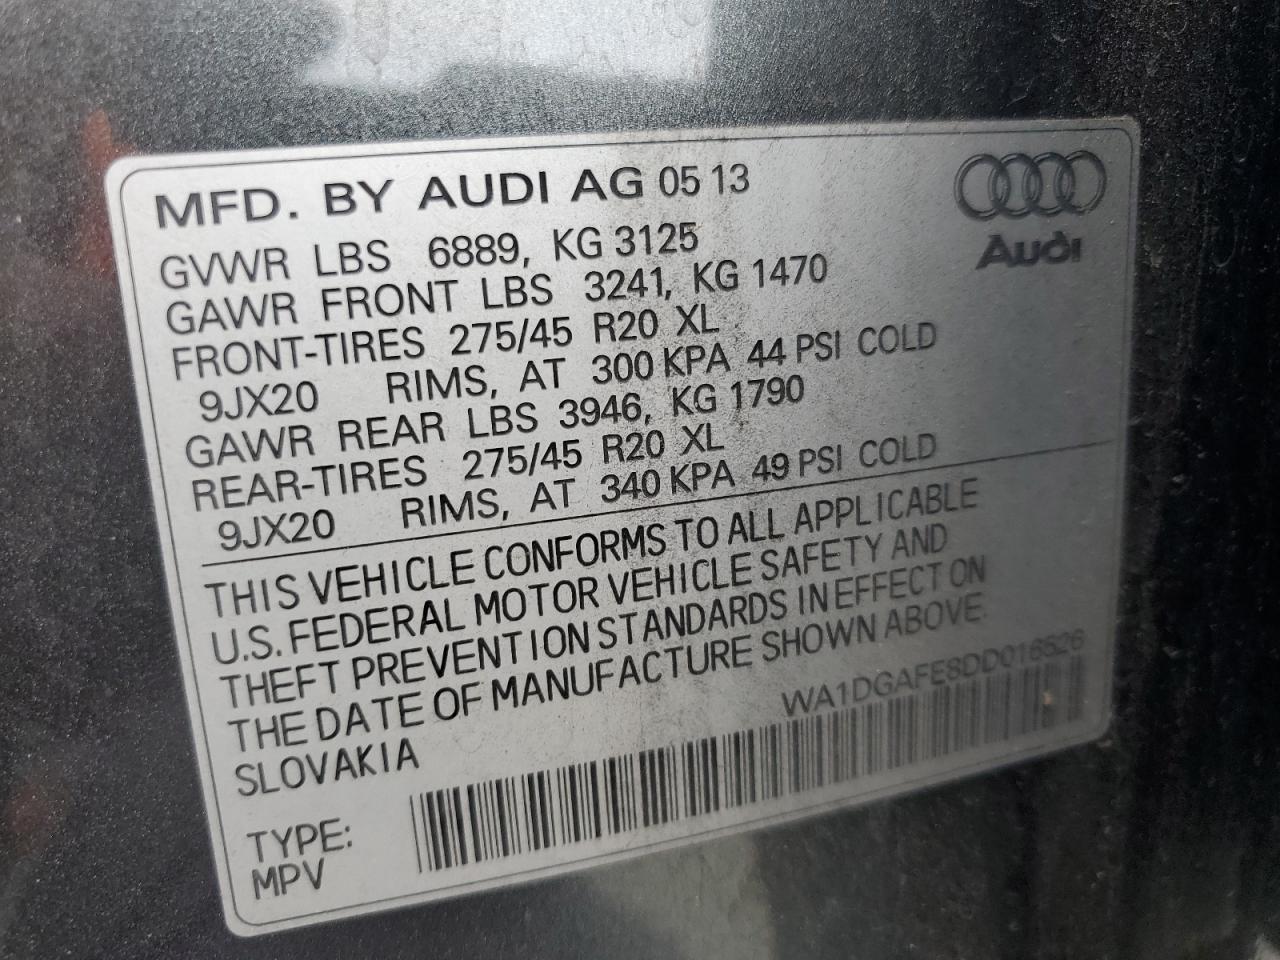 MFD. BY AUDI AG 05 13
Audi
GVWR LBS 6889, KG 3125
GAWR FRONT LBS 3241, KG 1470
FRONT-TIRES 275/45 R20 XL
9JX20 RIMS, AT 300 KPA 44 PSI COLD
GAWR REAR LBS 3946, KG 1790
REAR-TIRES 275/45 R20 XL
9JX20 RIMS, AT 340 KPA 49 PSI COLD
THIS VEHICLE CONFORMS TO ALL APPLICABLE
U.S. FEDERAL MOTOR VEHICLE SAFETY AND
THEFT PREVENTION STANDARDS IN EFFECT ON
THE DATE OF MANUFACTURE SHOWN ABOVE.
SLOVAKIA
WA1DGAFE8DD016526
TYPE:
MPV